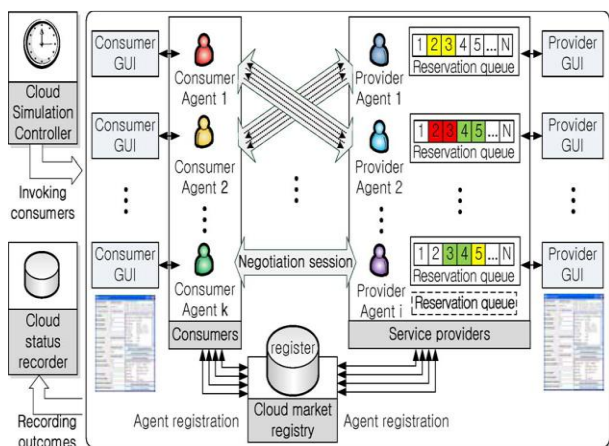 Cloud
Simulation
Controller
Invoking
consumers
Cloud
status
recorder
Recording
outcomes
Consumer
GUI
Consumer
GUI
Consumer
GUI
Consumer
Agent 1
Consumer
Agent 2
Consumer
Agent k
Consumers
Negotiation session
Provider
Agent 1
Provider
Agent 2
Provider
Agent i
1 2 3 4 5 ... N
Reservation queue
1 2 3 4 5 ... N
Reservation queue
1 2 3 4 5 ... N
Reservation queue
Reservation queue
Service providers
Provider
GUI
Provider
GUI
Provider
GUI
register
Cloud market
registry
Agent registration
Agent registration